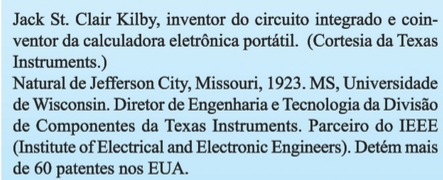 Jack St. Clair Kilby, inventor do circuito integrado e coin-
ventor da calculadora eletrônica portátil. (Cortesia da Texas
Instruments.)
Natural de Jefferson City, Missouri, 1923. MS, Universidade
de Wisconsin. Diretor de Engenharia e Tecnologia da Divisão
de Componentes da Texas Instruments. Parceiro do IEEE
(Institute of Electrical and Electronic Engineers). Detém mais
de 60 patentes nos EUA.